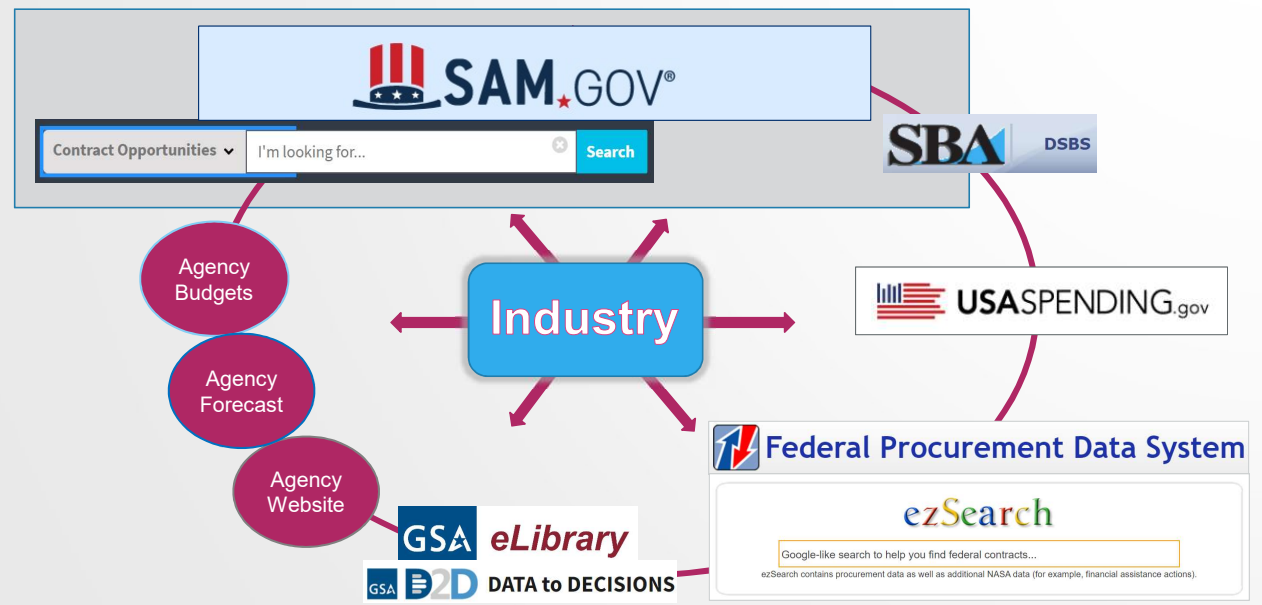 SAM.GOV®
Contract Opportunities
I'm looking for...
Search
SBA
DSBS
Agency
Budgets
Industry
USASPENDING.gov
Agency
Forecast
Federal Procurement Data System
Agency
Website
ezSearch
GSA eLibrary
Google-like search to help you find federal contracts...
ezSearch contains procurement data as well as additional NASA data (for example, financial assistance actions).
GSA D2D DATA to DECISIONS